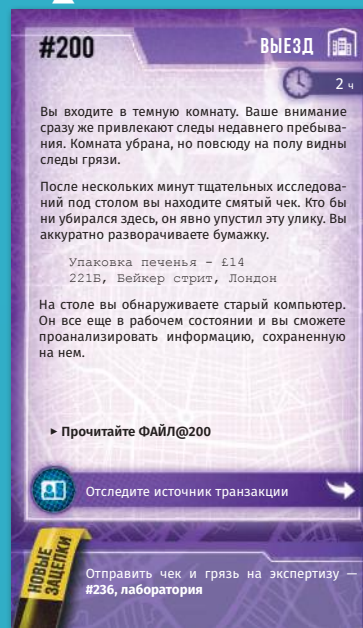 #200
ВЫЕЗД
2 ч
Вы входите в темную комнату. Ваше внимание
сразу же привлекают следы недавнего пребыва-
ния. Комната убрана, но повсюду на полу видны
следы грязи.
После нескольких минут тщательных исследова-
ний под столом вы находите смятый чек. Кто бы
ни убирался здесь, он явно упустил эту улику. Вы
аккуратно разворачиваете бумажку.
Упаковка печенья – £14
221Б, Бейкер стрит, Лондон
На столе вы обнаруживаете старый компьютер.
Он все еще в рабочем состоянии и вы сможете
проанализировать информацию, сохраненную
на нем.
▸ Прочитайте ФАЙЛ@200
Отследите источник транзакции
НОВЫЕ
ЗАЦЕПКИ
Отправить чек и грязь на экспертизу —
#236, лаборатория